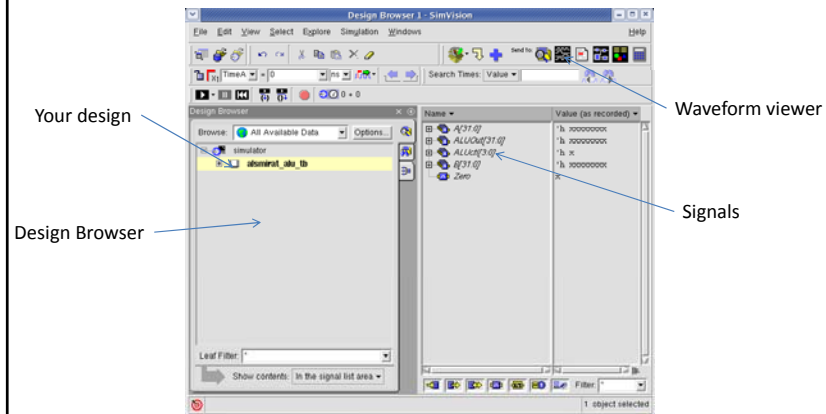 Design Browser 1 - SimVision
File Edit View Select Explore Simulation Windows Help
Send to:
TimeA = 0 ns Search Times: Value
0 + 0
Design Browser
Browse: All Available Data Options...
simulator
alsmirat_alu_tb
Leaf Filter: *
Show contents: In the signal list area
Name Value (as recorded)
A[31:0] 'h xxxxxxxx
ALUOut[31:0] 'h xxxxxxxx
ALUctl[3:0] 'h x
B[31:0] 'h xxxxxxxx
Zero x
Filter: *
1 object selected
Your design
Design Browser
Waveform viewer
Signals